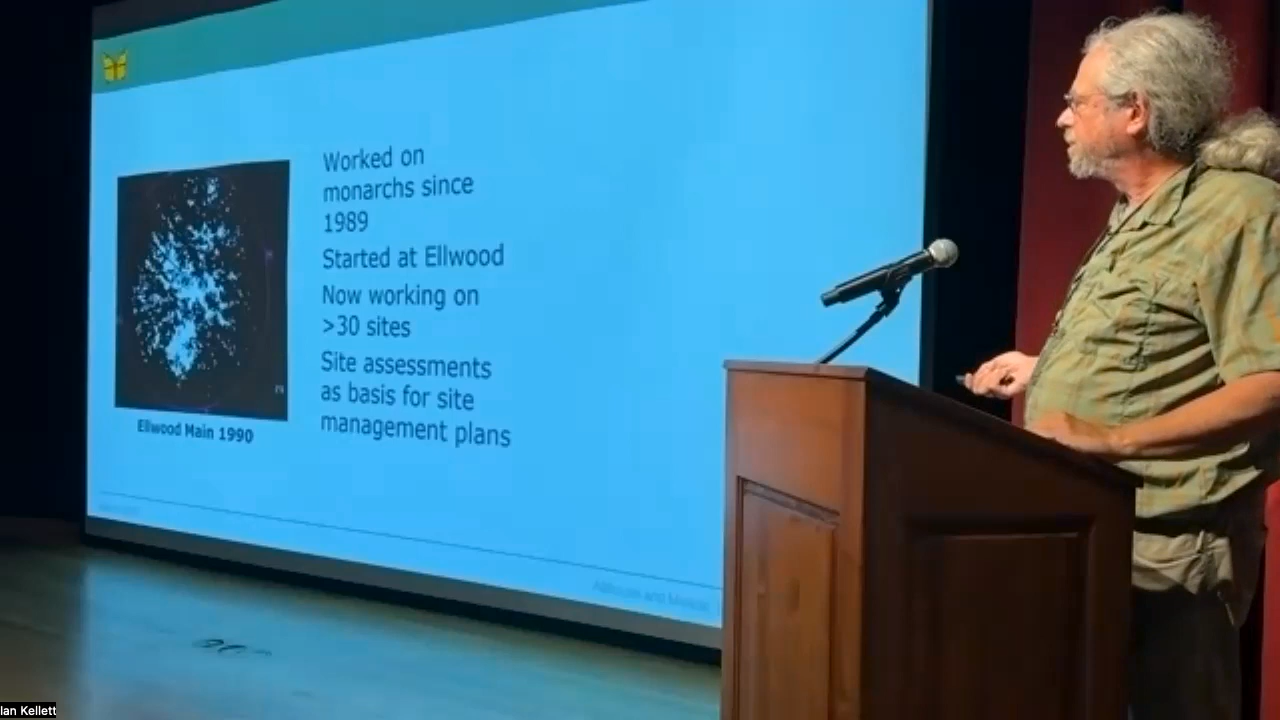 Worked on
monarchs since
1989
Started at Ellwood
Now working on
>30 sites
Site assessments
as basis for site
management plans
Ellwood Main 1990
Ian Kellett